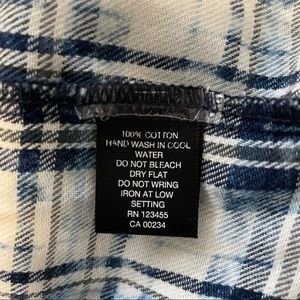 100% COTTON
HAND WASH IN COOL
WATER
DO NOT BLEACH
DRY FLAT
DO NOT WRING
IRON AT LOW
SETTING
RN 123455
CA 00234